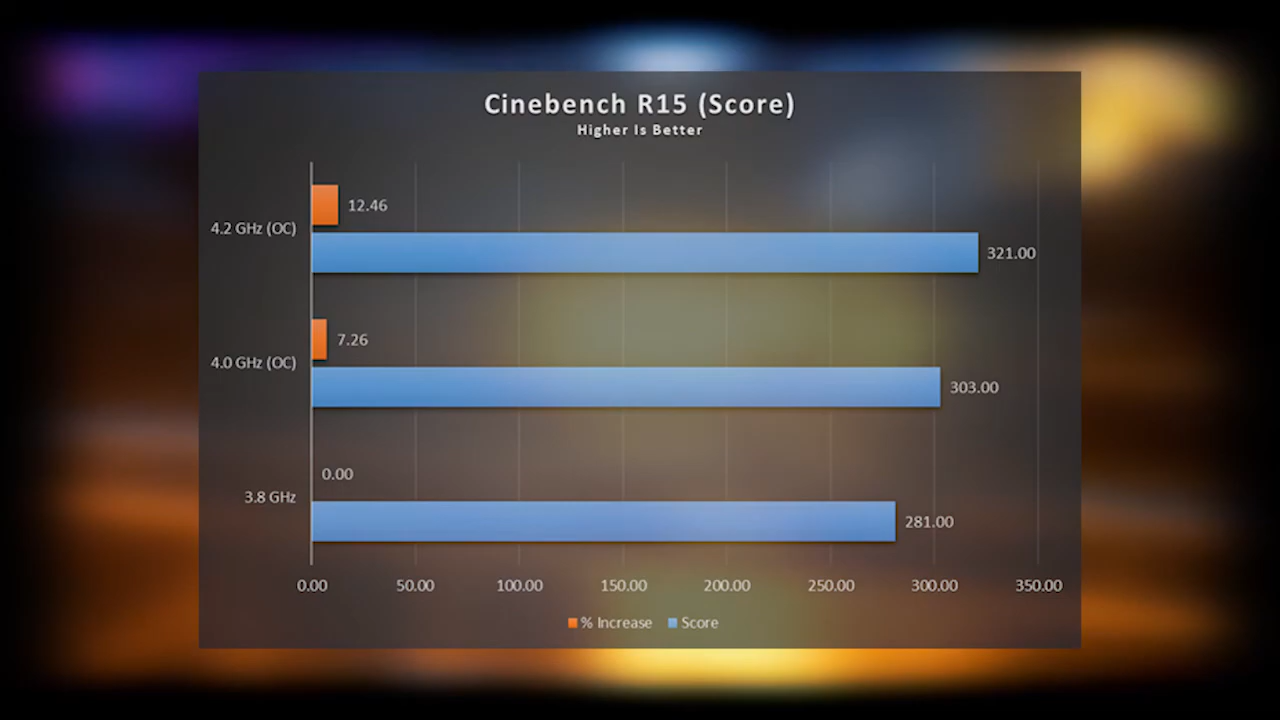 Cinebench R15 (Score)
Higher Is Better
12.46
4.2 GHz (OC)
321.00
7.26
4.0 GHz (OC)
303.00
0.00
3.8 GHz
281.00
0.00 50.00 100.00 150.00 200.00 250.00 300.00 350.00
% Increase Score